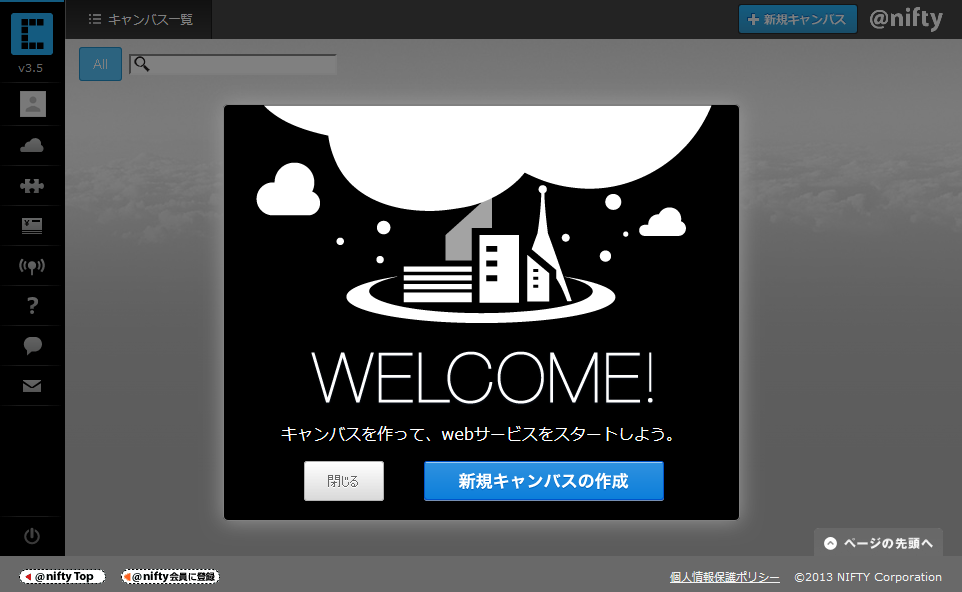 キャンバス一覧
新規キャンバス
@nifty
v3.5
All
WELCOME!
キャンバスを作って、webサービスをスタートしよう。
閉じる
新規キャンバスの作成
ページの先頭へ
@nifty Top
@nifty会員に登録
個人情報保護ポリシー
©2013 NIFTY Corporation